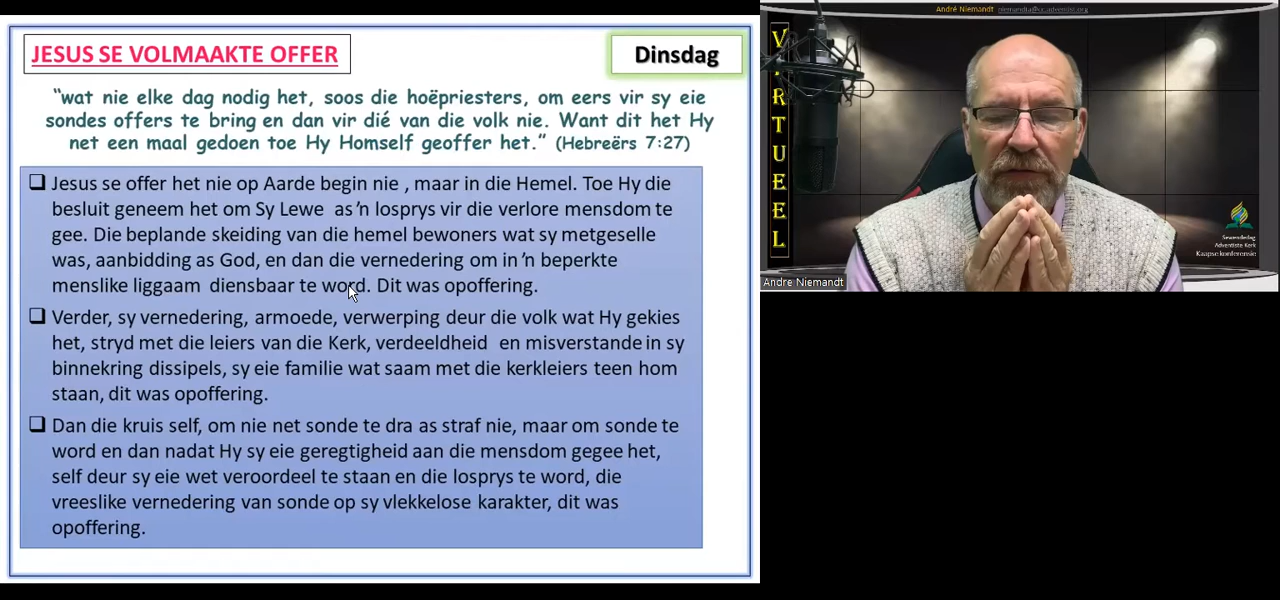 JESUS SE VOLMAAKTE OFFER
Dinsdag
“wat nie elke dag nodig het, soos die hoëpriesters, om eers vir sy eie
sondes offers te bring en dan vir dié van die volk nie. Want dit het Hy
net een maal gedoen toe Hy Homself geoffer het.” (Hebreërs 7:27)
❑ Jesus se offer het nie op Aarde begin nie , maar in die Hemel. Toe Hy die
besluit geneem het om Sy Lewe as ’n losprys vir die verlore mensdom te
gee. Die beplande skeiding van die hemel bewoners wat sy metgeselle
was, aanbidding as God, en dan die vernedering om in ’n beperkte
menslike liggaam diensbaar te word. Dit was opoffering.
❑ Verder, sy vernedering, armoede, verwerping deur die volk wat Hy gekies
het, stryd met die leiers van die Kerk, verdeeldheid en misverstande in sy
binnekring dissipels, sy eie familie wat saam met die kerkleiers teen hom
staan, dit was opoffering.
❑ Dan die kruis self, om nie net sonde te dra as straf nie, maar om sonde te
word en dan nadat Hy sy eie geregtigheid aan die mensdom gegee het,
self deur sy eie wet veroordeel te staan en die losprys te word, die
vreeslike vernedering van sonde op sy vlekkelose karakter, dit was
opoffering.
André Niemandt niemandta@uc.adventist.org
VIRTUEEL
Sewendedag
Adventiste Kerk
Kaapse konferensie
Andre Niemandt